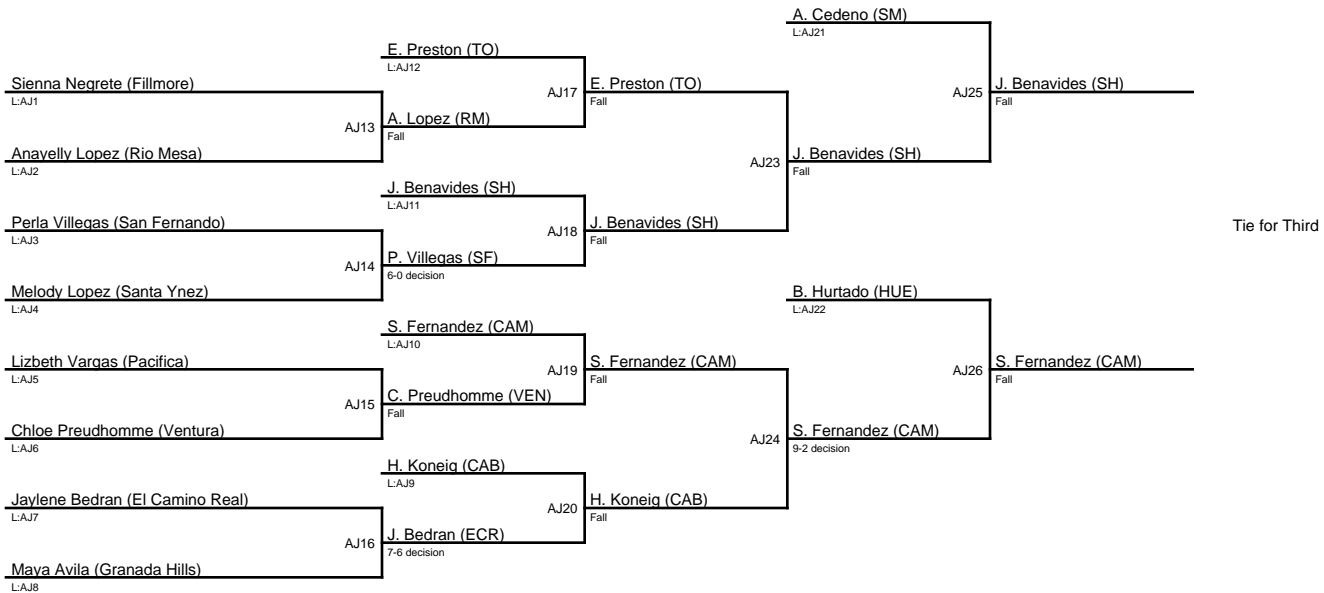 A. Cedeno (SM)
L:AJ21
E. Preston (TO)
L:AJ12
Sienna Negrete (Fillmore)
L:AJ1
AJ17
E. Preston (TO)
Fall
AJ25
J. Benavides (SH)
Fall
AJ13
A. Lopez (RM)
Fall
Anayelly Lopez (Rio Mesa)
L:AJ2
AJ23
J. Benavides (SH)
Fall
J. Benavides (SH)
L:AJ11
Perla Villegas (San Fernando)
L:AJ3
AJ18
J. Benavides (SH)
Fall
Tie for Third
AJ14
P. Villegas (SF)
6-0 decision
Melody Lopez (Santa Ynez)
L:AJ4
B. Hurtado (HUE)
L:AJ22
S. Fernandez (CAM)
L:AJ10
Lizbeth Vargas (Pacifica)
L:AJ5
AJ19
S. Fernandez (CAM)
Fall
AJ26
S. Fernandez (CAM)
Fall
AJ15
C. Preudhomme (VEN)
Fall
Chloe Preudhomme (Ventura)
L:AJ6
AJ24
S. Fernandez (CAM)
9-2 decision
H. Koneig (CAB)
L:AJ9
Jaylene Bedran (El Camino Real)
L:AJ7
AJ20
H. Koneig (CAB)
Fall
AJ16
J. Bedran (ECR)
7-6 decision
Maya Avila (Granada Hills)
L:AJ8